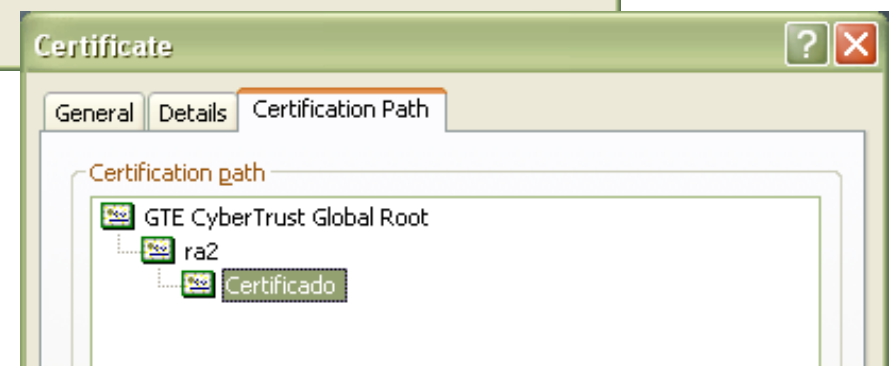 Certificate
General Details Certification Path
Certification path
GTE CyberTrust Global Root
ra2
Certificado